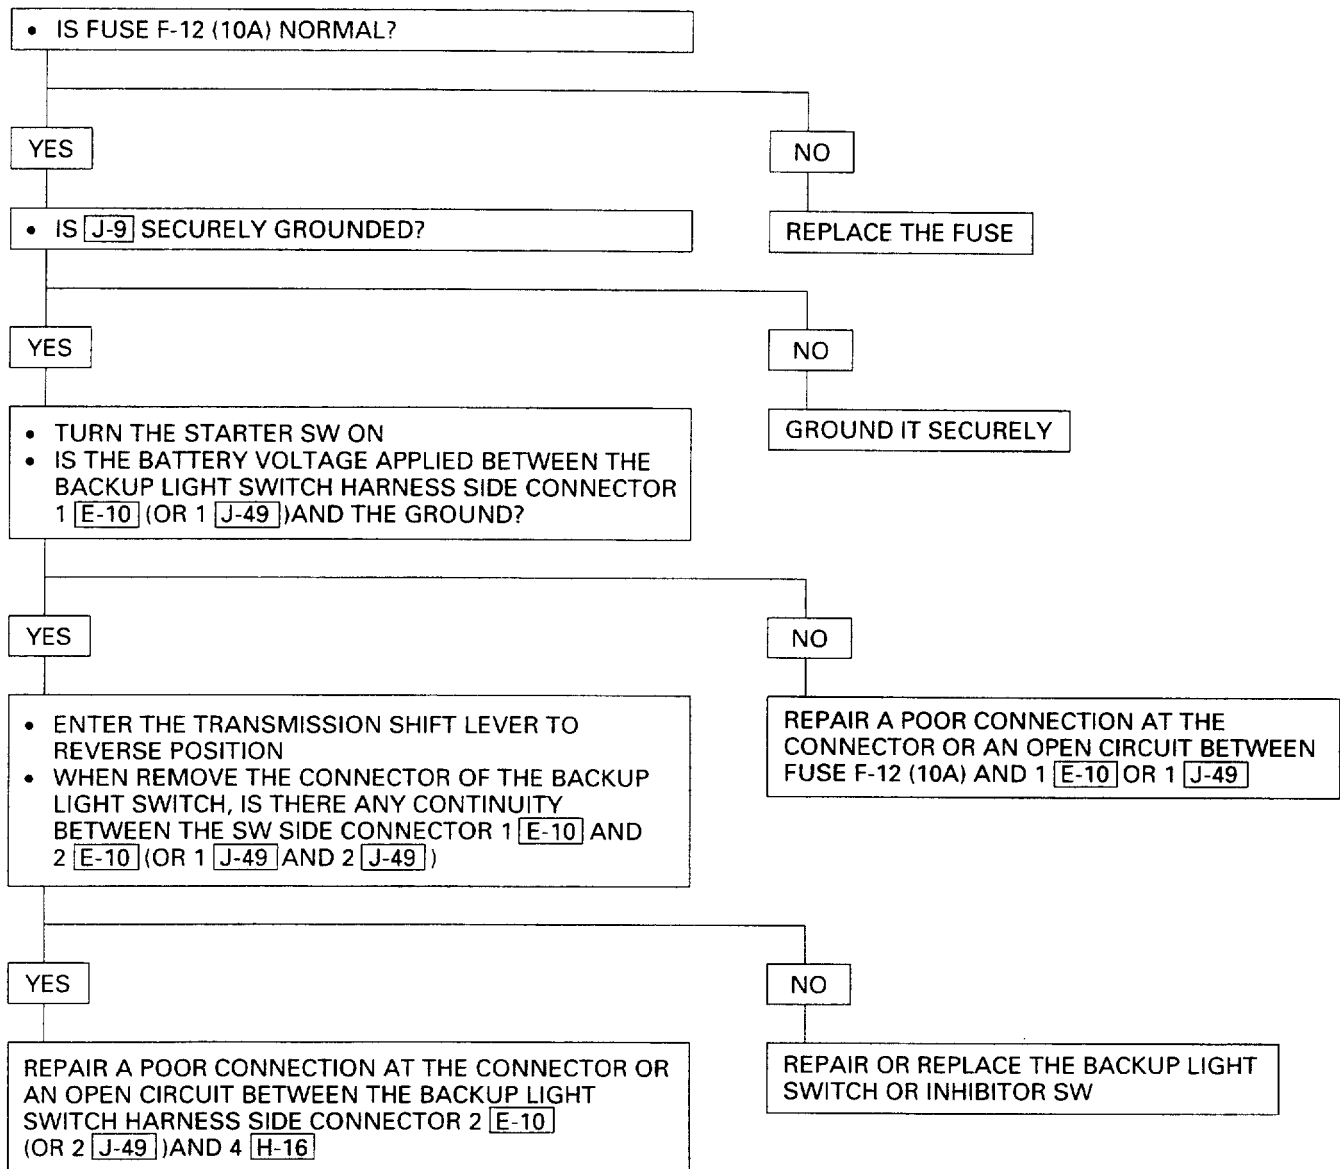 • IS FUSE F-12 (10A) NORMAL?
YES
NO
• IS J-9 SECURELY GROUNDED?
REPLACE THE FUSE
YES
NO
• TURN THE STARTER SW ON
• IS THE BATTERY VOLTAGE APPLIED BETWEEN THE
BACKUP LIGHT SWITCH HARNESS SIDE CONNECTOR
1 E-10 (OR 1 J-49 )AND THE GROUND?
GROUND IT SECURELY
YES
NO
• ENTER THE TRANSMISSION SHIFT LEVER TO
REVERSE POSITION
• WHEN REMOVE THE CONNECTOR OF THE BACKUP
LIGHT SWITCH, IS THERE ANY CONTINUITY
BETWEEN THE SW SIDE CONNECTOR 1 E-10 AND
2 E-10 (OR 1 J-49 AND 2 J-49 )
REPAIR A POOR CONNECTION AT THE
CONNECTOR OR AN OPEN CIRCUIT BETWEEN
FUSE F-12 (10A) AND 1 E-10 OR 1 J-49
YES
NO
REPAIR A POOR CONNECTION AT THE CONNECTOR OR
AN OPEN CIRCUIT BETWEEN THE BACKUP LIGHT
SWITCH HARNESS SIDE CONNECTOR 2 E-10
(OR 2 J-49 )AND 4 H-16
REPAIR OR REPLACE THE BACKUP LIGHT
SWITCH OR INHIBITOR SW